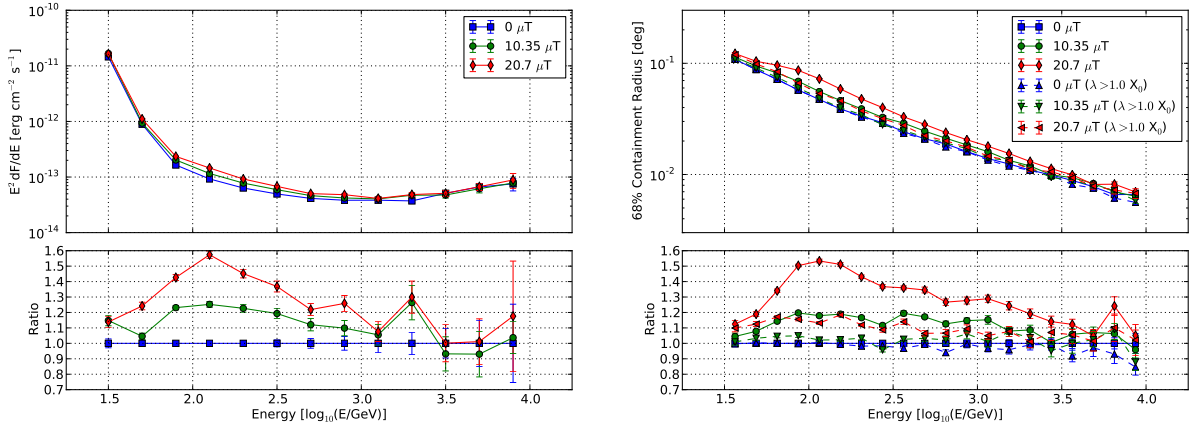 10⁻¹⁰
10⁻¹¹
10⁻¹²
10⁻¹³
10⁻¹⁴
E² dF/dE [erg cm⁻² s⁻¹]
0 μT
10.35 μT
20.7 μT
1.6
1.5
1.4
1.3
1.2
1.1
1.0
0.9
0.8
0.7
Ratio
1.5 2.0 2.5 3.0 3.5 4.0
Energy [log₁₀(E/GeV)]
10⁻¹
10⁻²
68% Containment Radius [deg]
0 μT
10.35 μT
20.7 μT
0 μT (λ>1.0 X₀)
10.35 μT (λ>1.0 X₀)
20.7 μT (λ>1.0 X₀)
1.6
1.5
1.4
1.3
1.2
1.1
1.0
0.9
0.8
0.7
Ratio
1.5 2.0 2.5 3.0 3.5 4.0
Energy [log₁₀(E/GeV)]